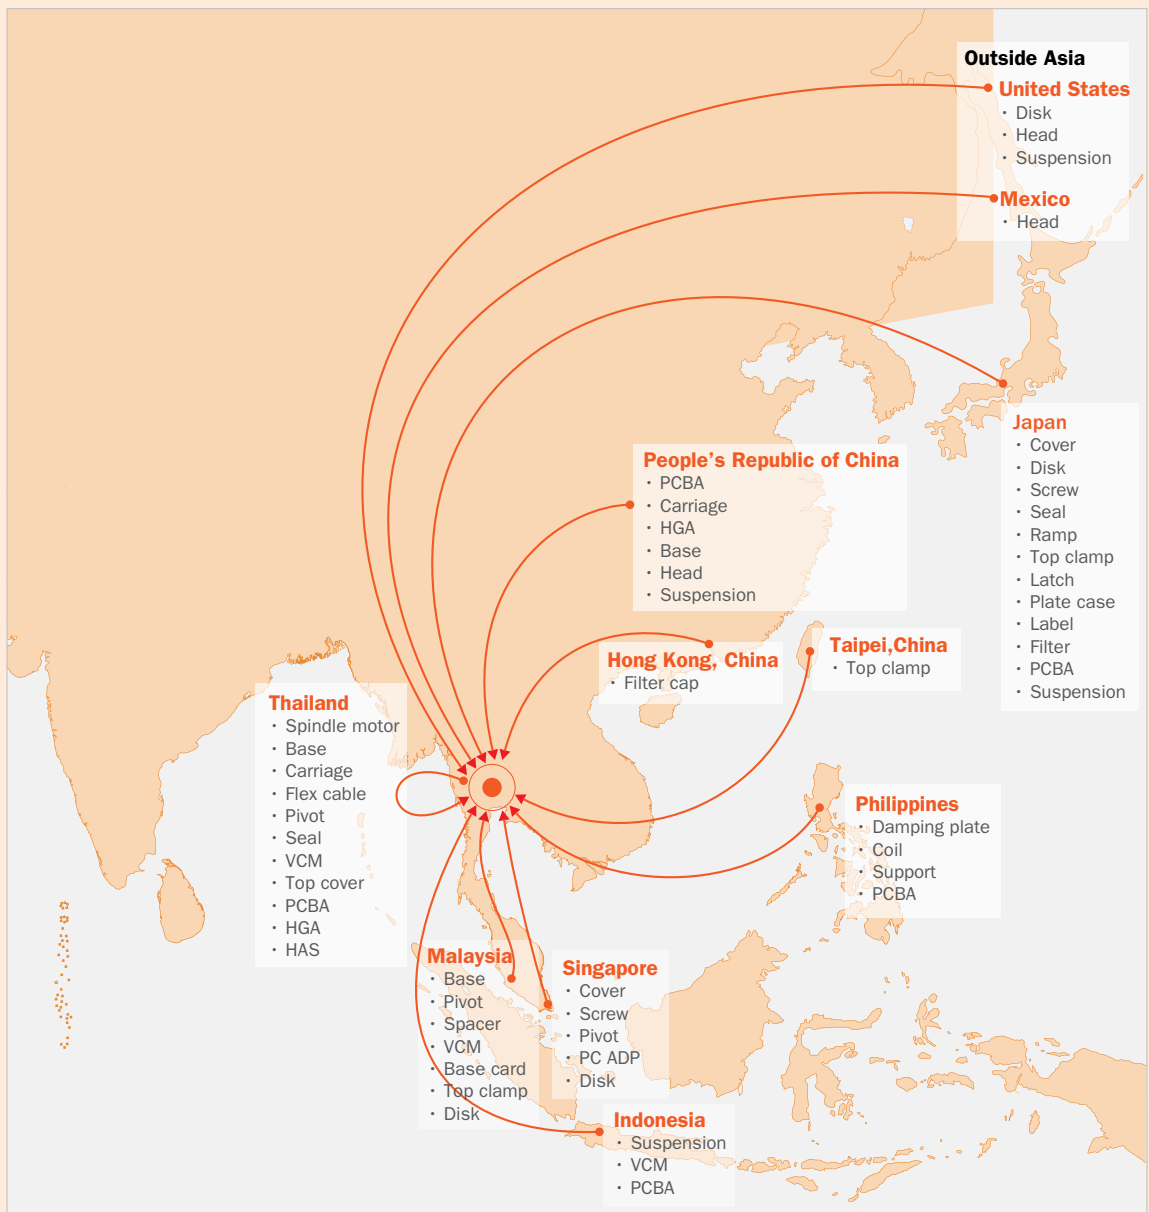 Outside Asia
United States
· Disk
· Head
· Suspension
Mexico
· Head
Japan
· Cover
· Disk
· Screw
· Seal
· Ramp
· Top clamp
· Latch
· Plate case
· Label
· Filter
· PCBA
· Suspension
People's Republic of China
· PCBA
· Carriage
· HGA
· Base
· Head
· Suspension
Hong Kong, China
· Filter cap
Taipei,China
· Top clamp
Thailand
· Spindle motor
· Base
· Carriage
· Flex cable
· Pivot
· Seal
· VCM
· Top cover
· PCBA
· HGA
· HAS
Philippines
· Damping plate
· Coil
· Support
· PCBA
Malaysia
· Base
· Pivot
· Spacer
· VCM
· Base card
· Top clamp
· Disk
Singapore
· Cover
· Screw
· Pivot
· PC ADP
· Disk
Indonesia
· Suspension
· VCM
· PCBA